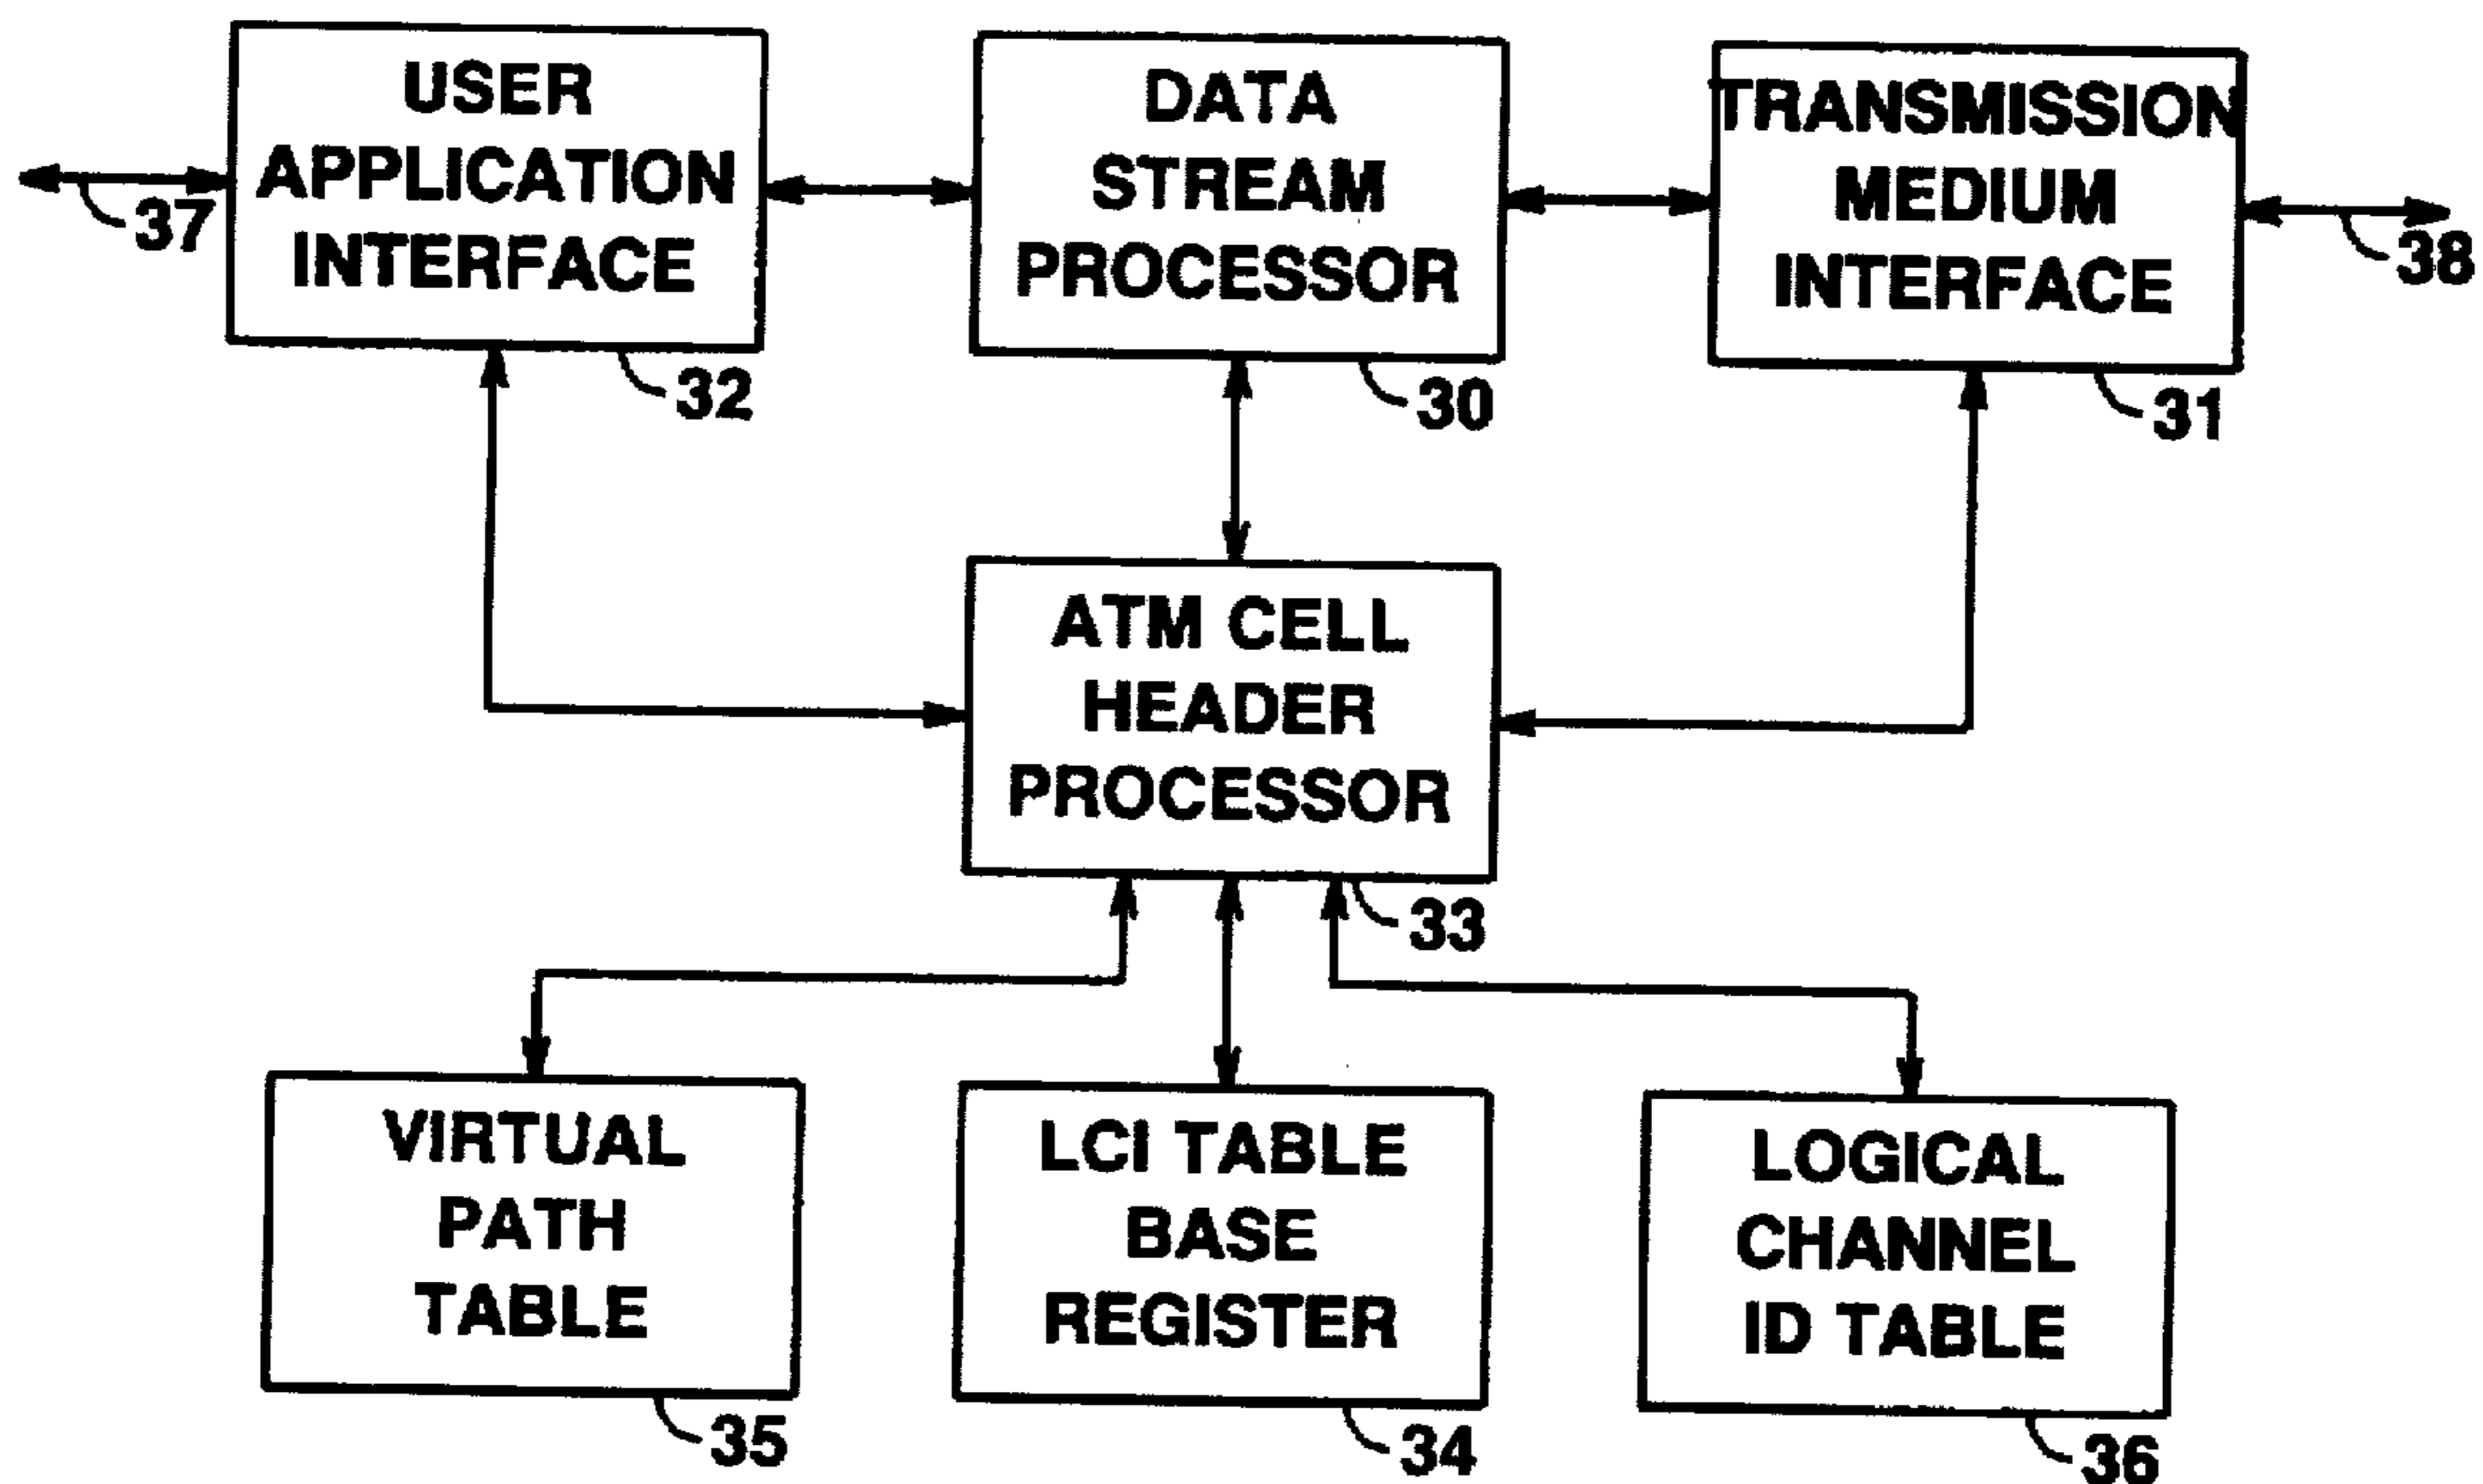 USER
APPLICATION
INTERFACE
DATA
STREAM
PROCESSOR
TRANSMISSION
MEDIUM
INTERFACE
37
38
32
30
31
ATM CELL
HEADER
PROCESSOR
33
VIRTUAL
PATH
TABLE
LCI TABLE
BASE
REGISTER
LOGICAL
CHANNEL
ID TABLE
35
34
36